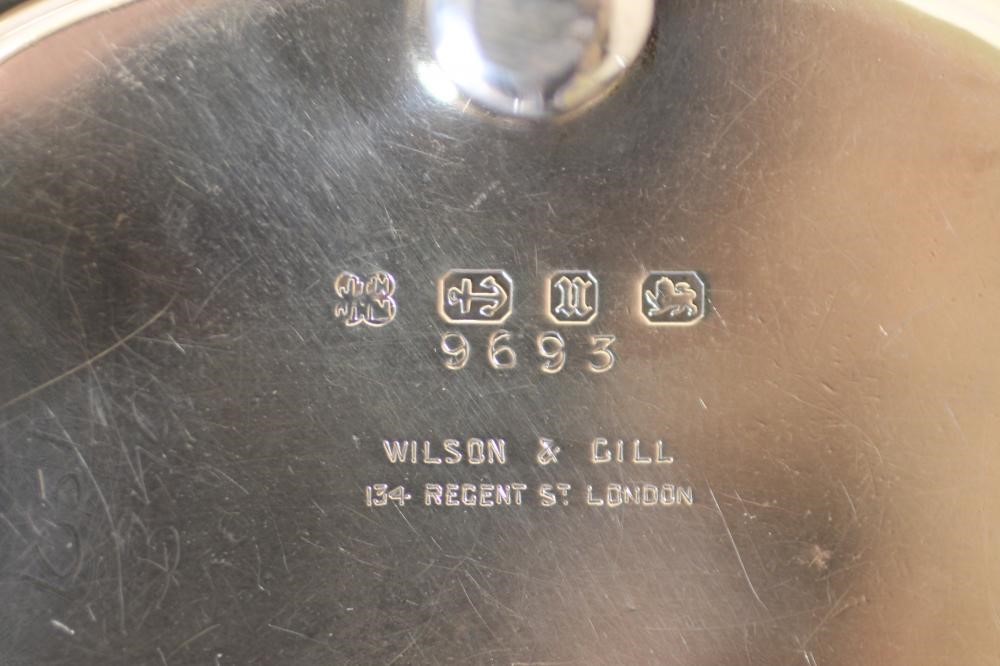 9693
WILSON & GILL
134 REGENT ST LONDON